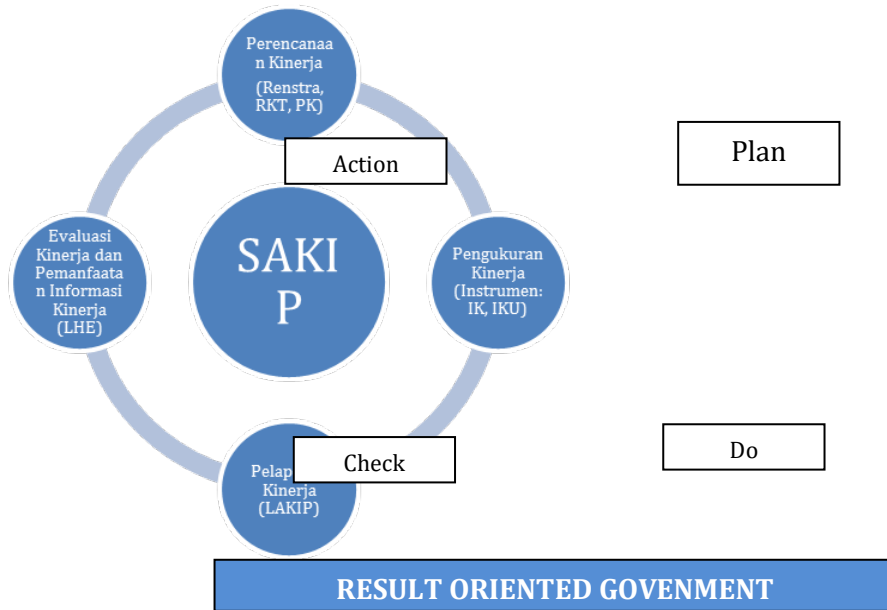 Perencanaa
n Kinerja
(Renstra,
RKT, PK)
Action
Plan
Evaluasi
Kinerja dan
Pemanfaata
n Informasi
Kinerja
(LHE)
SAKI
P
Pengukuran
Kinerja
(Instrumen:
IK, IKU)
Check
Do
Kinerja
(LAKIP)
RESULT ORIENTED GOVENMENT